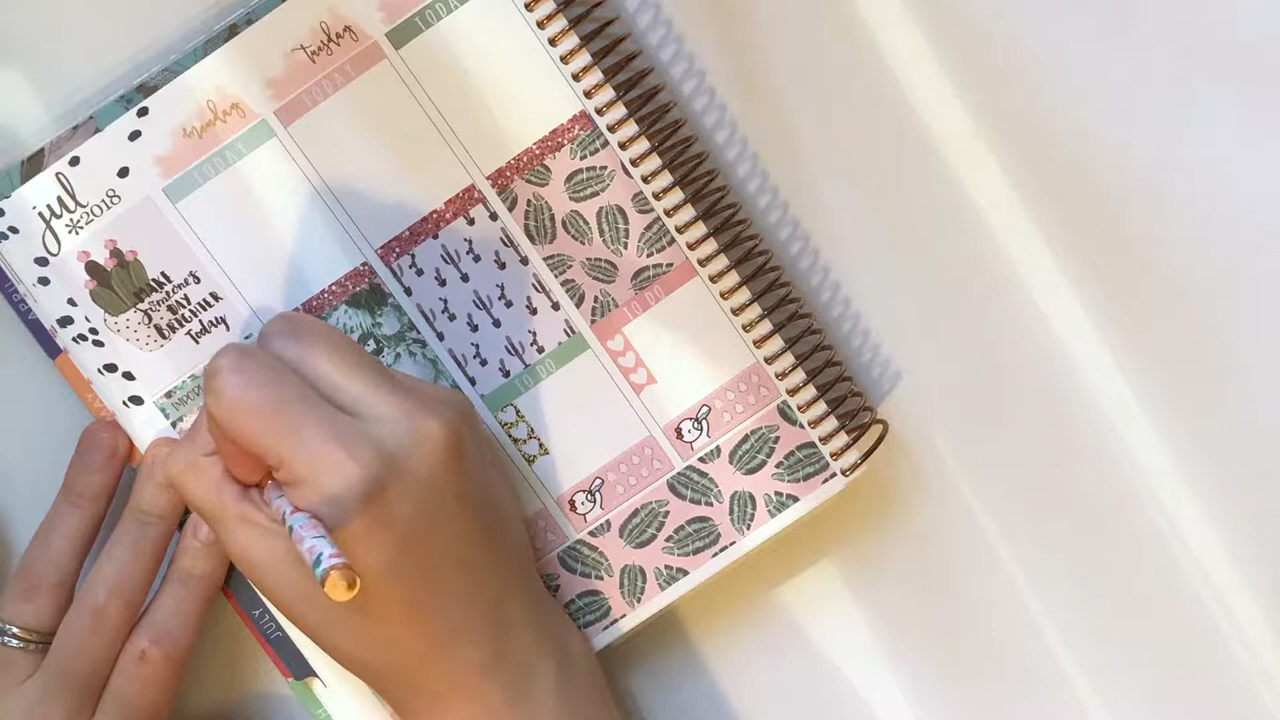 jul
*2018
MAKE
Someone's
DAY
BRIGHTER
Today
Monday
TODAY
Tuesday
TODAY
TODA
TO DO
TO DO
APRIL
JULY